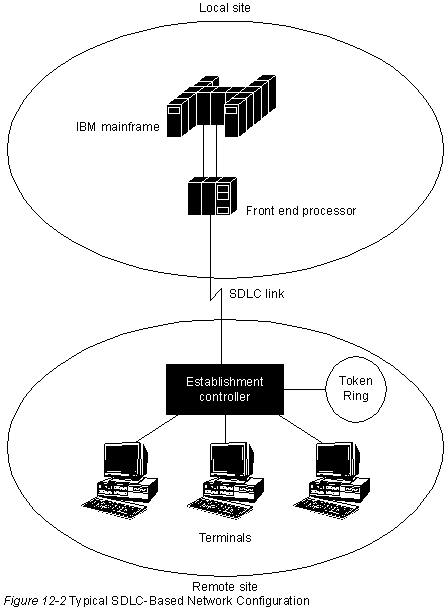 Local site
IBM mainframe
Front end processor
SDLC link
Establishment
controller
Token
Ring
Terminals
Remote site
Figure 12-2 Typical SDLC-Based Network Configuration